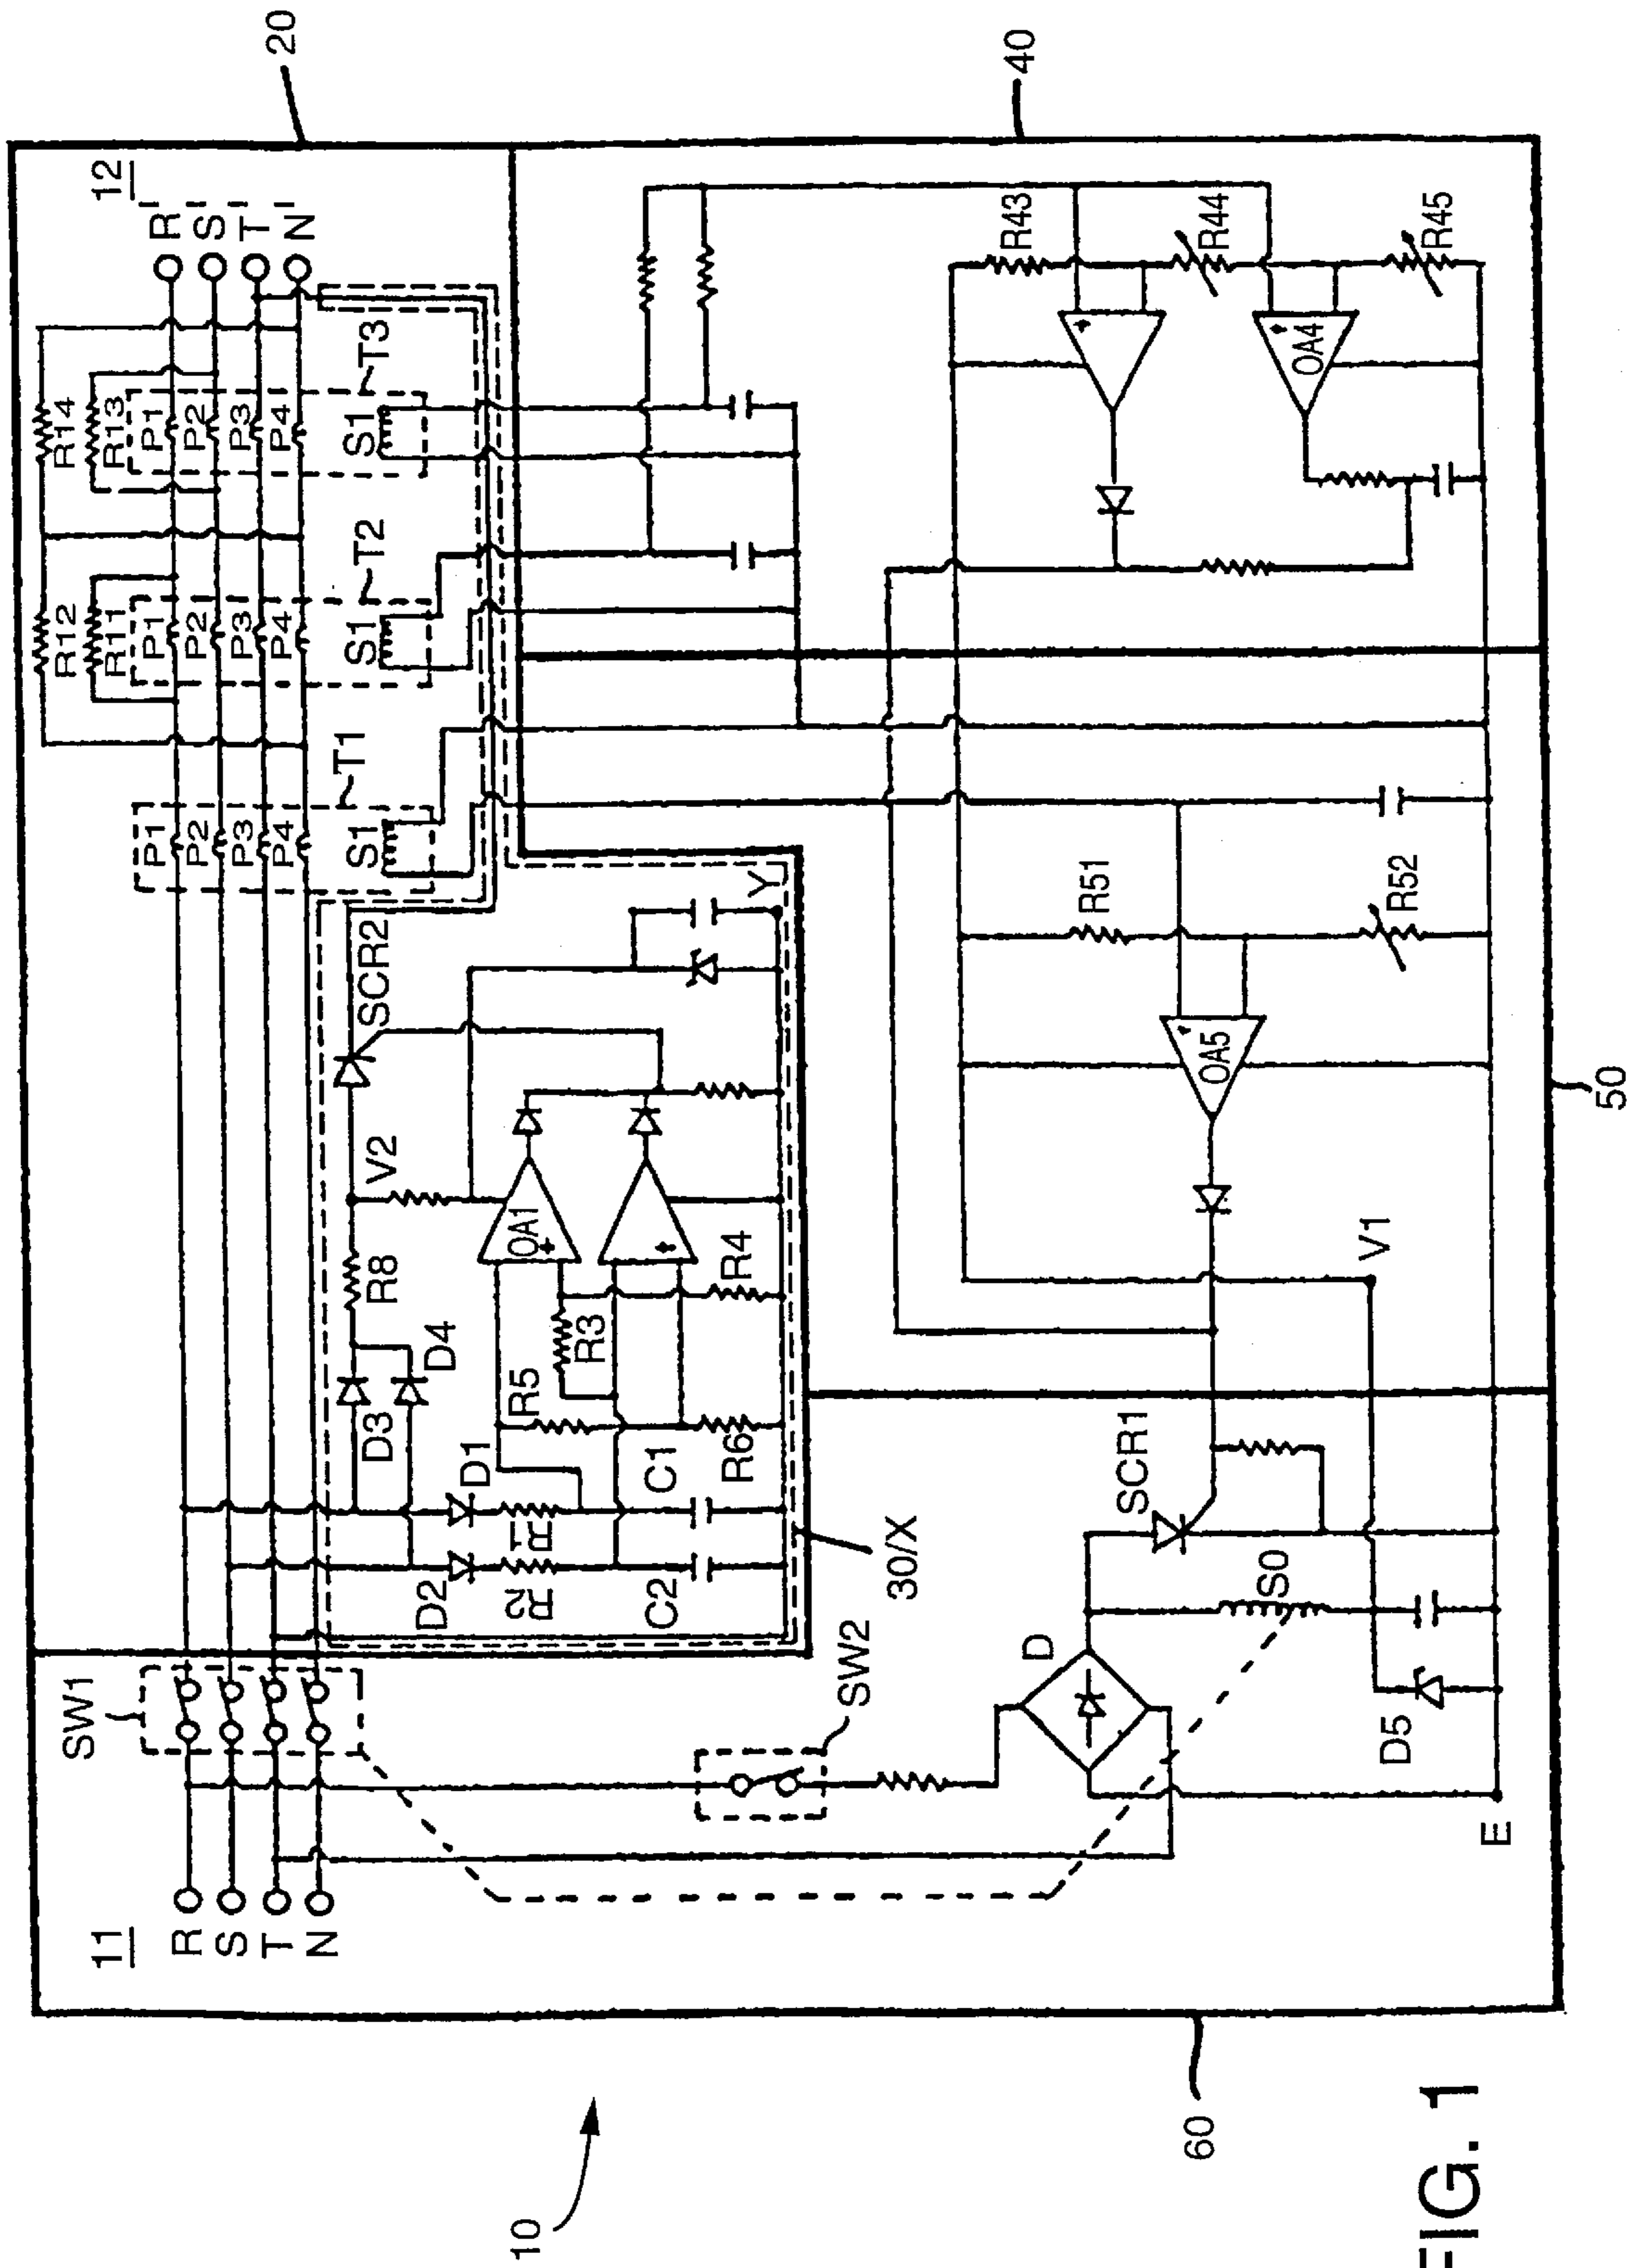 20
12
R'
S'
T'
N'
40
R14
R13
P1
P2
P3
P4
S1
T3
R12
R11
P1
P2
P3
P4
S1
T2
P1
P2
P3
P4
S1
T1
R43
R44
R45
OA4
R51
R52
OA5
50
Y
SCR2
V2
R8
OA1
R4
R3
R5
R6
D4
D3
D1
R1
C1
D2
R2
C2
30/X
V1
SCR1
S0
D
D5
E
SW1
SW2
11
R
S
T
N
60
10
FIG. 1